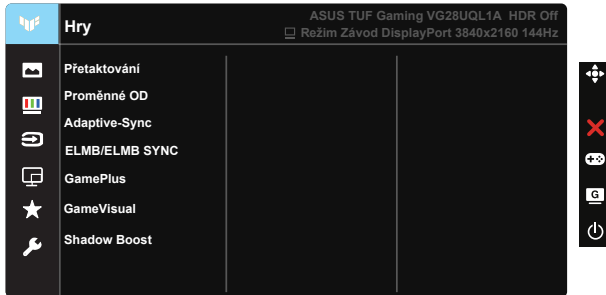 Hry
ASUS TUF Gaming VG28UQL1A HDR Off
Režim Závod DisplayPort 3840x2160 144Hz
Přetaktování
Proměnné OD
Adaptive-Sync
ELMB/ELMB SYNC
GamePlus
GameVisual
Shadow Boost
G